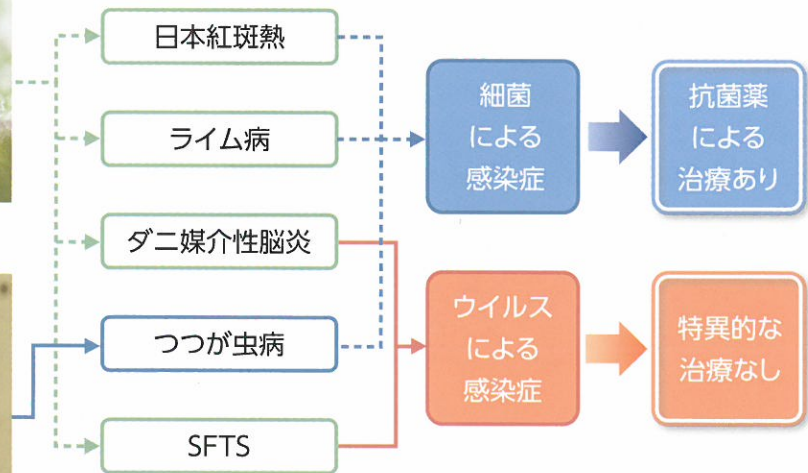 日本紅斑熱
ライム病
ダニ媒介性脳炎
つつが虫病
SFTS
細菌
による
感染症
抗菌薬
による
治療あり
ウイルス
による
感染症
特異的な
治療なし